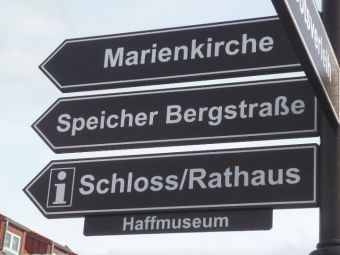 Marienkirche
Speicher Bergstraße
i Schloss/Rathaus
Haffmuseum